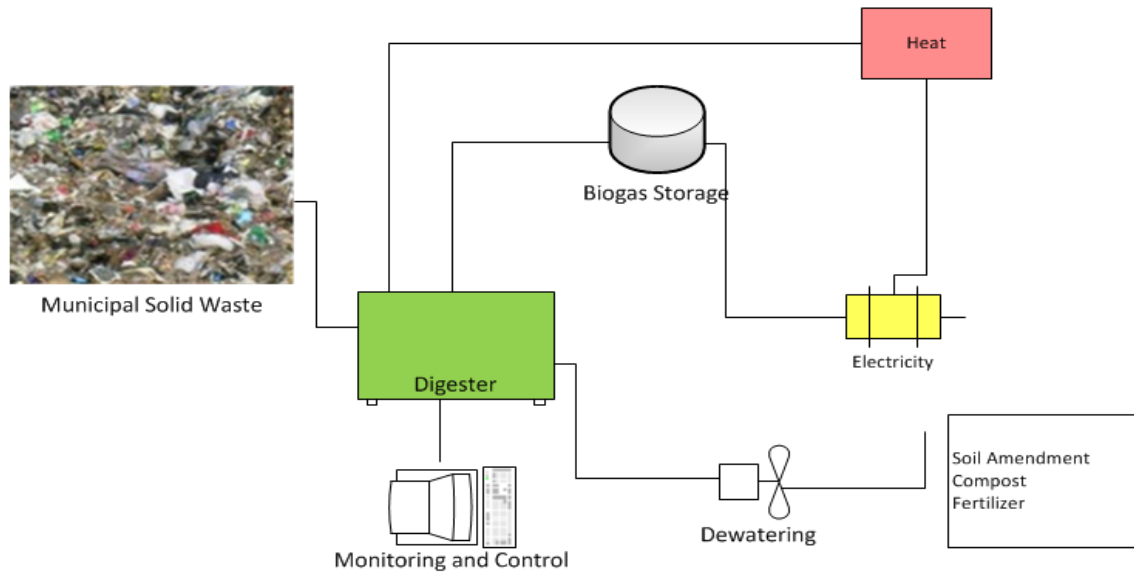 Heat
Biogas Storage
Municipal Solid Waste
Electricity
Digester
Soil Amendment
Compost
Fertilizer
Dewatering
Monitoring and Control